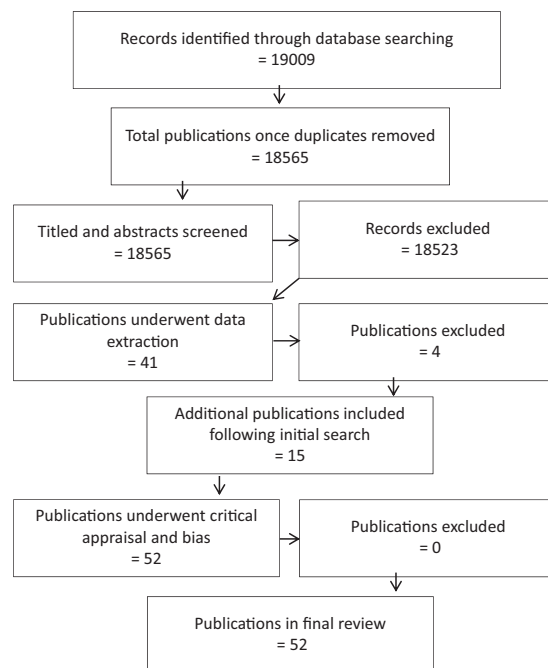 Records identified through database searching
= 19009
Total publications once duplicates removed
= 18565
Titled and abstracts screened
= 18565
Records excluded
= 18523
Publications underwent data
extraction
= 41
Publications excluded
= 4
Additional publications included
following initial search
= 15
Publications underwent critical
appraisal and bias
= 52
Publications excluded
= 0
Publications in final review
= 52